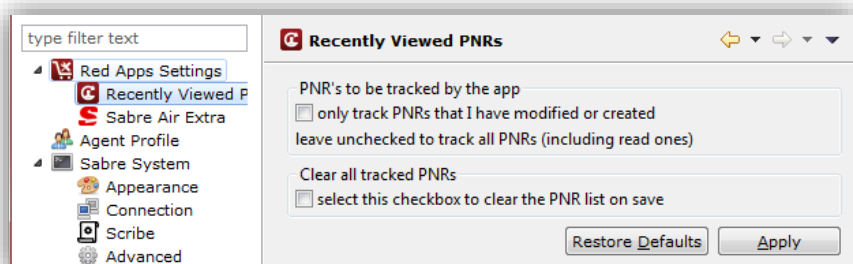 type filter text
Red Apps Settings
Recently Viewed P
Sabre Air Extra
Agent Profile
Sabre System
Appearance
Connection
Scribe
Advanced
Recently Viewed PNRs
PNR's to be tracked by the app
only track PNRs that I have modified or created
leave unchecked to track all PNRs (including read ones)
Clear all tracked PNRs
select this checkbox to clear the PNR list on save
Restore Defaults
Apply